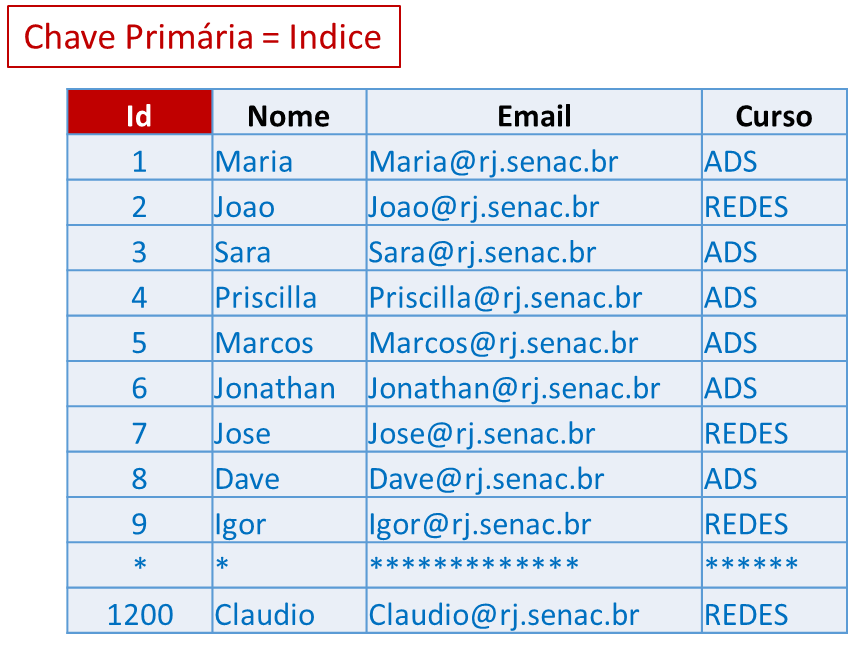 Chave Primária = Indice
Id Nome Email Curso
1 Maria Maria@rj.senac.br ADS
2 Joao Joao@rj.senac.br REDES
3 Sara Sara@rj.senac.br ADS
4 Priscilla Priscilla@rj.senac.br ADS
5 Marcos Marcos@rj.senac.br ADS
6 Jonathan Jonathan@rj.senac.br ADS
7 Jose Jose@rj.senac.br REDES
8 Dave Dave@rj.senac.br ADS
9 Igor Igor@rj.senac.br REDES
* * ************* ******
1200 Claudio Claudio@rj.senac.br REDES